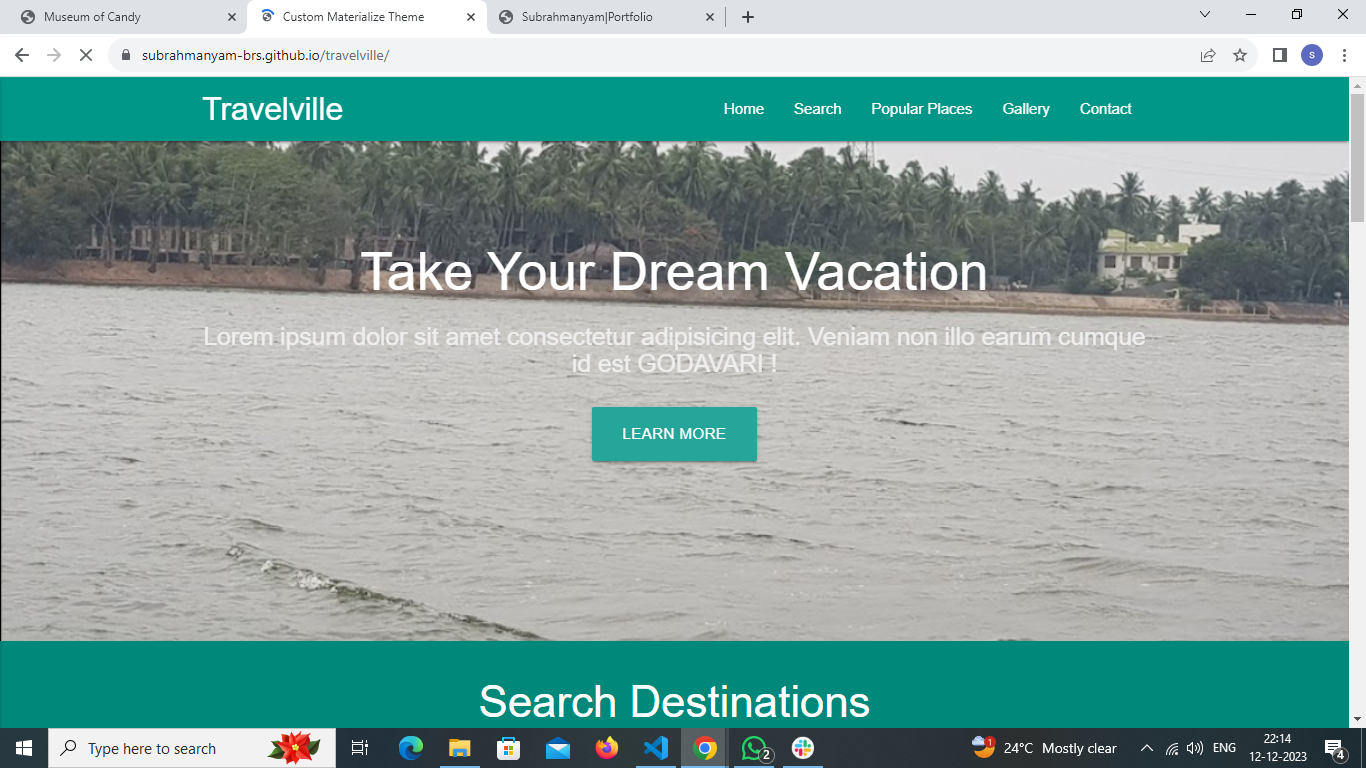 Museum of Candy
Custom Materialize Theme
Subrahmanyam|Portfolio
subrahmanyam-brs.github.io/travelville/
S
Travelville
Home
Search
Popular Places
Gallery
Contact
Take Your Dream Vacation
Lorem ipsum dolor sit amet consectetur adipisicing elit. Veniam non illo earum cumque
id est GODAVARI !
LEARN MORE
Search Destinations
Type here to search
2
1
24°C Mostly clear
ENG
22:14
12-12-2023
4